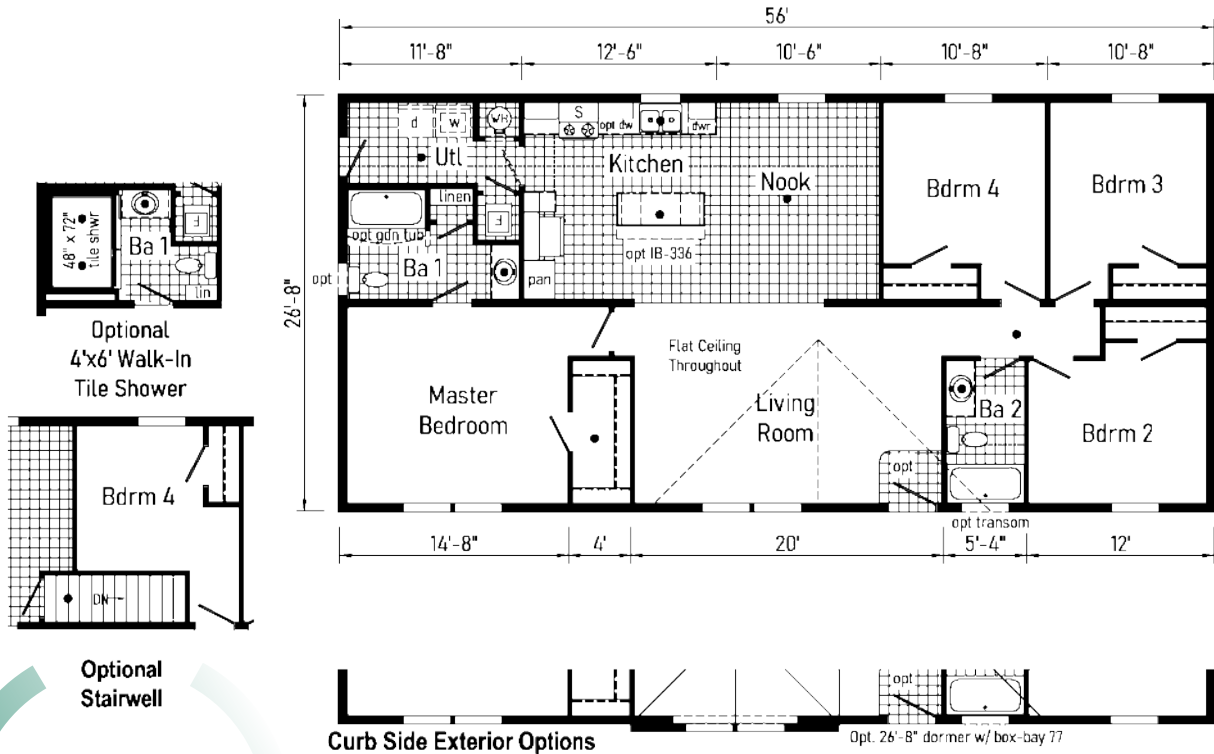 56'
11'-8"
12'-6"
10'-6"
10'-8"
10'-8"
26'-8"
d
w
WH
S
opt dw
dwr
Utl
Kitchen
Nook
Bdrm 4
Bdrm 3
linen
F
opt gdn tub
Ba 1
opt
pan
opt IB-336
Flat Ceiling
Throughout
Master
Bedroom
Living
Room
opt
Ba 2
Bdrm 2
opt transom
14'-8"
4'
20'
5'-4"
12'
48" x 72"
tile shwr
Ba 1
F
lin
Optional
4'x6' Walk-In
Tile Shower
Bdrm 4
DN
Optional
Stairwell
opt
Curb Side Exterior Options
Opt. 26'-8" dormer w/ box-bay 77